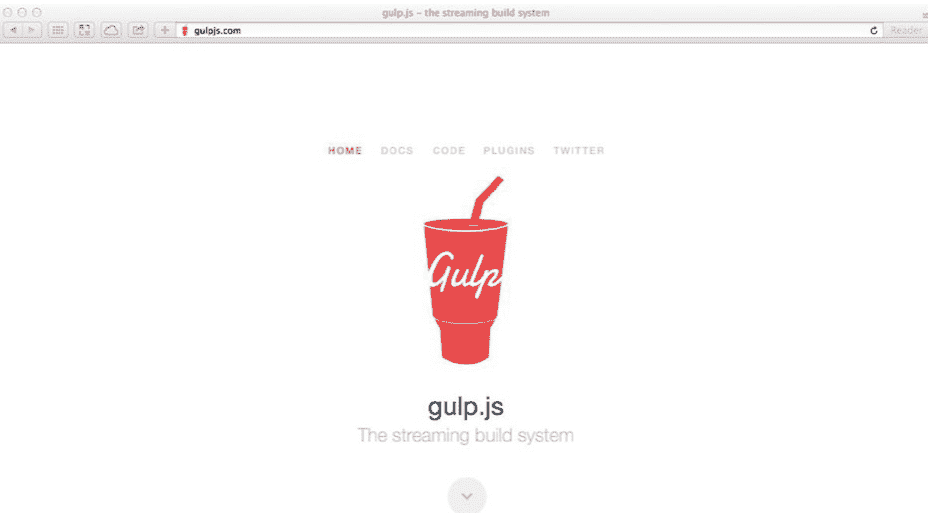 gulp.js – the streaming build system
gulpjs.com
Reader
HOME DOCS CODE PLUGINS TWITTER
Gulp
gulp.js
The streaming build system